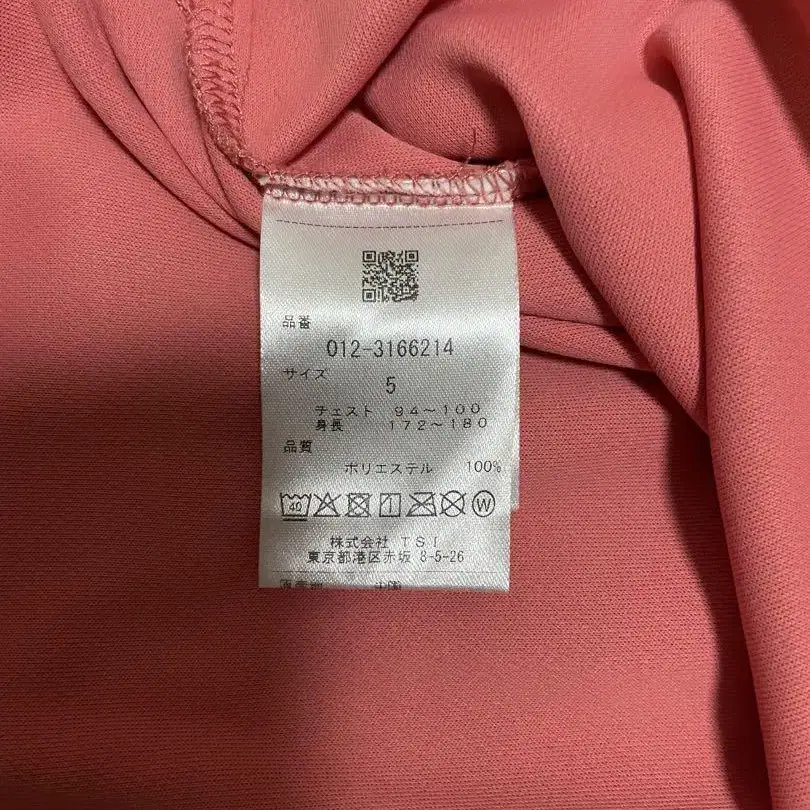 品番
012-3166214
サイズ
5
チェスト 94～100
身長 172～180
品質
ポリエステル 100%
40
W
株式会社 TSI
東京都港区赤坂 8-5-26